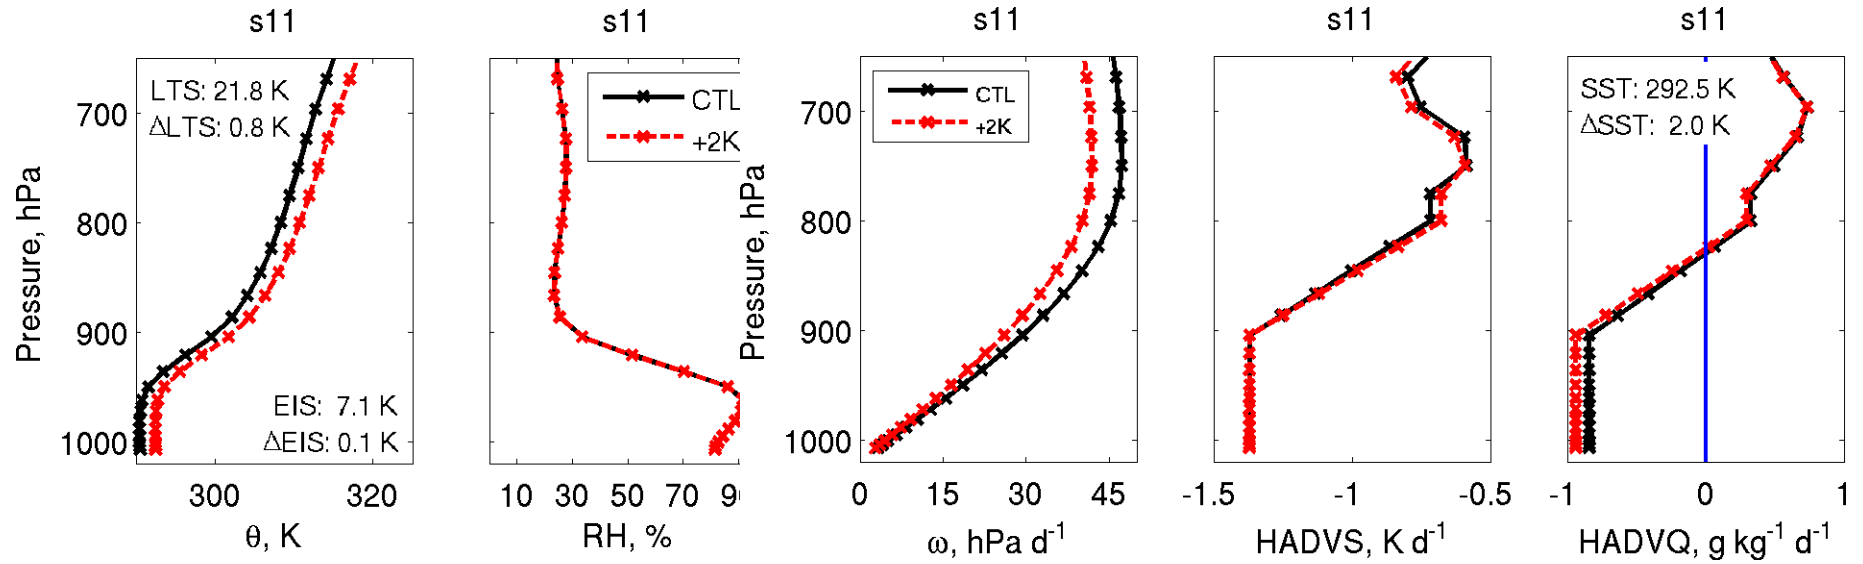 s11
Pressure, hPa
700
800
900
1000
LTS: 21.8 K
ΔLTS: 0.8 K
EIS: 7.1 K
ΔEIS: 0.1 K
300
320
θ, K
s11
CTL
+2K
10
30
50
70
RH, %
s11
Pressure, hPa
700
800
900
1000
CTL
+2K
0
15
30
45
ω, hPa d⁻¹
s11
-1.5
-1
-0.5
HADVS, K d⁻¹
s11
SST: 292.5 K
ΔSST: 2.0 K
-1
0
1
HADVQ, g kg⁻¹ d⁻¹